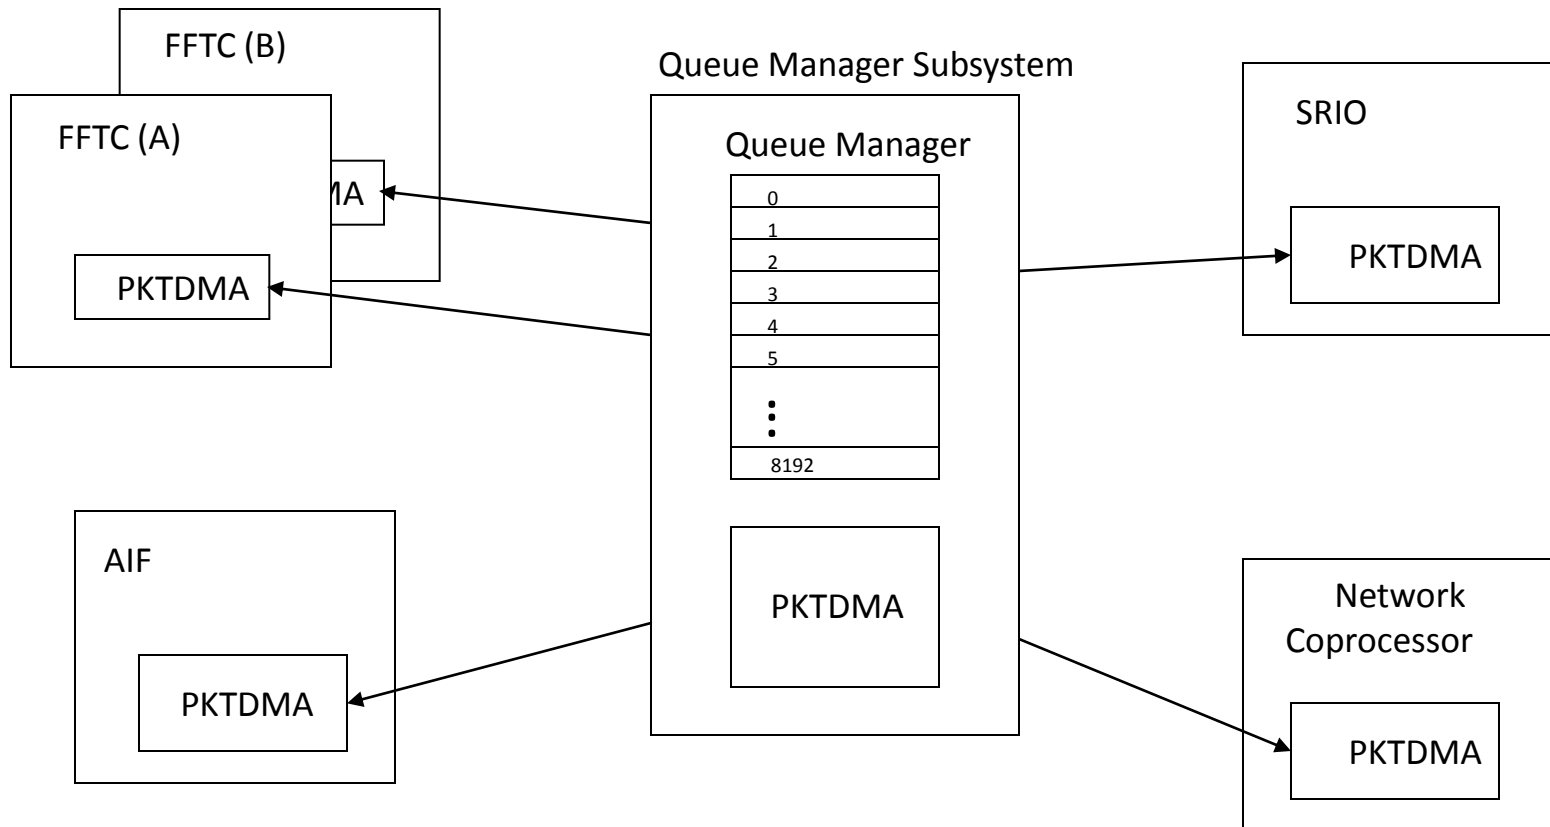 FFTC (B)
FFTC (A)
MA
PKTDMA
Queue Manager Subsystem
Queue Manager
0
1
2
3
4
5
8192
PKTDMA
SRIO
PKTDMA
AIF
PKTDMA
Network
Coprocessor
PKTDMA